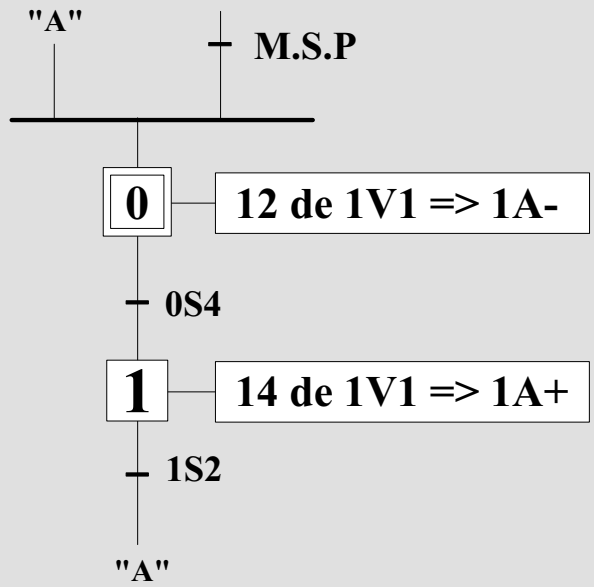 "A"
M.S.P
0
12 de 1V1 => 1A-
0S4
1
14 de 1V1 => 1A+
1S2
"A"